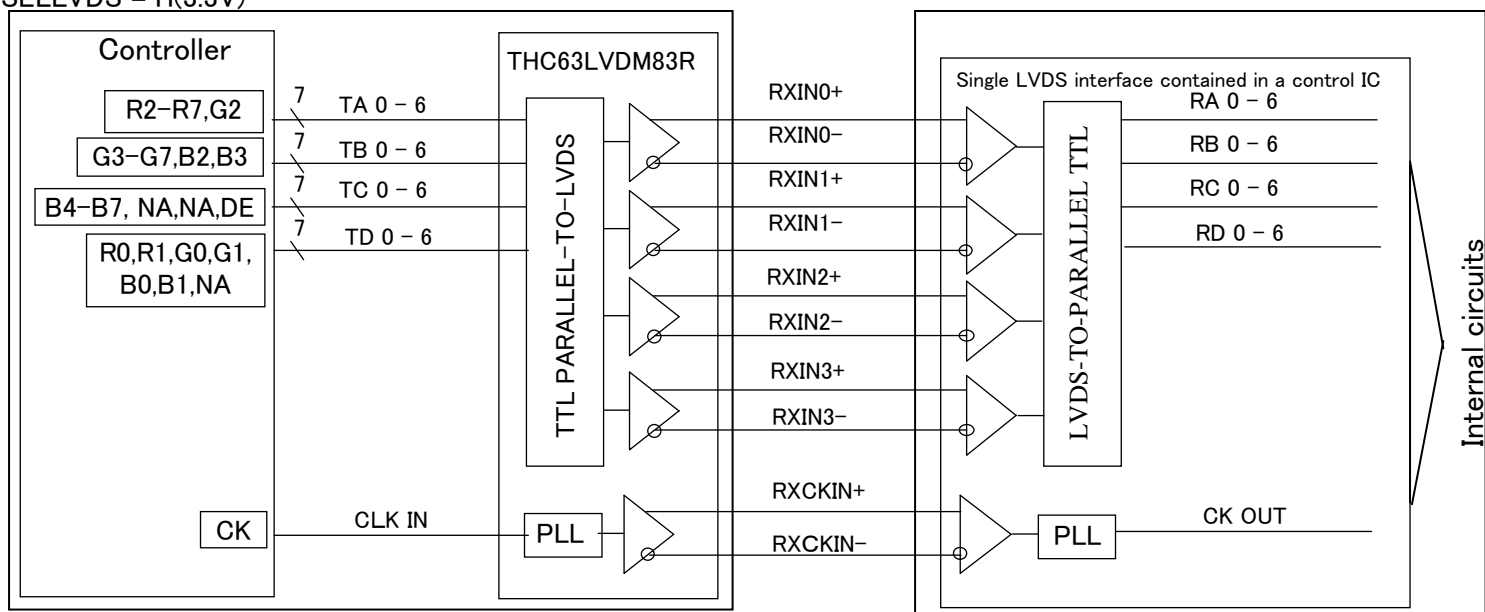 SELLVDS = H(3.3V)
Controller
THC63LVDM83R
Single LVDS interface contained in a control IC
R2-R7,G2
7
TA 0 - 6
RXIN0+
RA 0 - 6
G3-G7,B2,B3
7
TB 0 - 6
RXIN0-
RB 0 - 6
B4-B7, NA,NA,DE
7
TC 0 - 6
RXIN1+
RC 0 - 6
R0,R1,G0,G1,
B0,B1,NA
7
TD 0 - 6
RXIN1-
RD 0 - 6
RXIN2+
RXIN2-
RXIN3+
RXIN3-
TTL PARALLEL-TO-LVDS
LVDS-TO-PARALLEL TTL
Internal circuits
CK
CLK IN
PLL
RXCKIN+
RXCKIN-
PLL
CK OUT